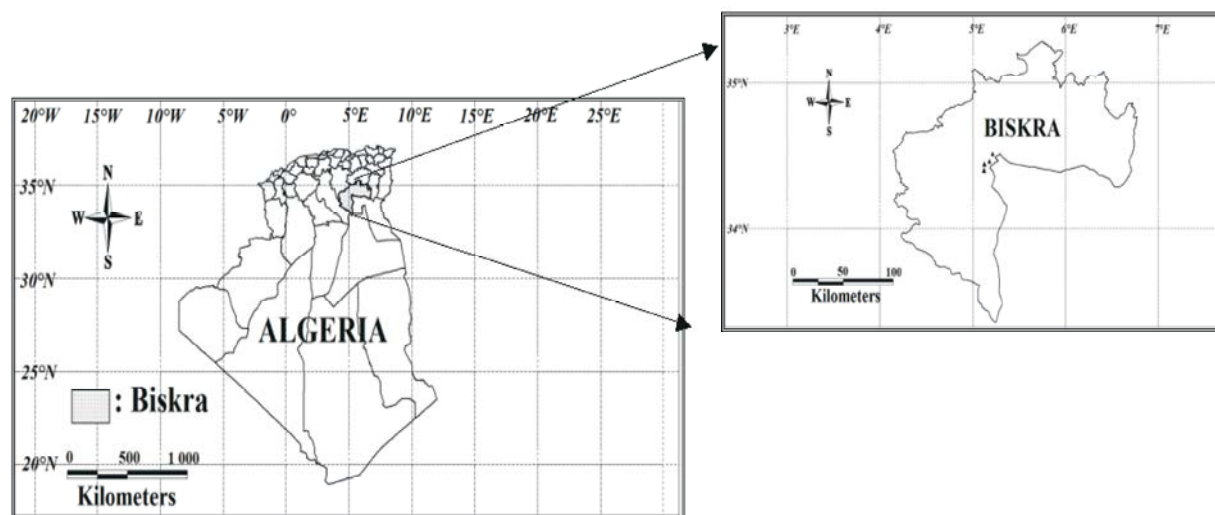 20°W 15°W 10°W 0° 5°E 10°E 15°E 20°E 25°E
35°N
N
W E
S
30°N
ALGERIA
25°N
: Biskra
0 500 1 000
20°N
Kilometers
3°E 4°E 5°E 6°E 7°E
35°N
N
W E
S
BISKRA
34°N
0 50 100
Kilometers